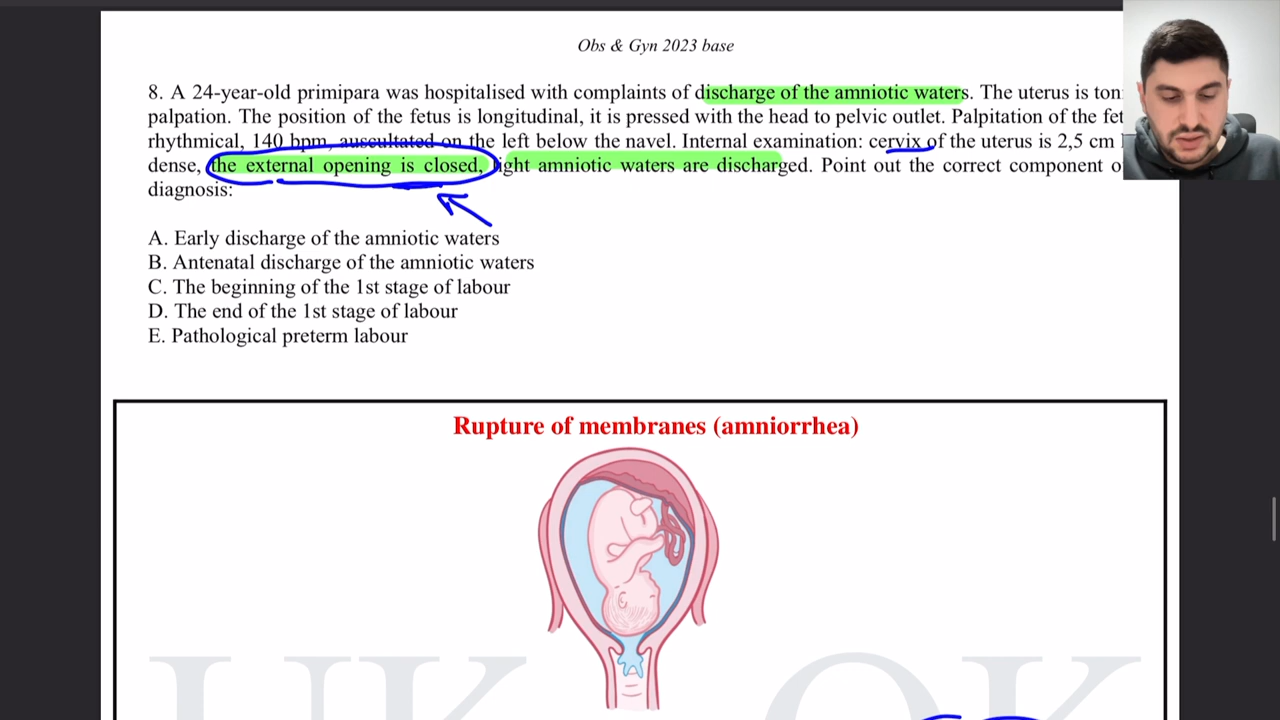 Obs & Gyn 2023 base
8. A 24-year-old primipara was hospitalised with complaints of discharge of the amniotic waters. The uterus is
palpation. The position of the fetus is longitudinal, it is pressed with the head to pelvic outlet. Palpitation of the
rhythmical, 140 bpm, auscultated on the left below the navel. Internal examination: cervix of the uterus is 2,5 cm
dense, the external opening is closed, light amniotic waters are discharged. Point out the correct component
diagnosis:
A. Early discharge of the amniotic waters
B. Antenatal discharge of the amniotic waters
C. The beginning of the 1st stage of labour
D. The end of the 1st stage of labour
E. Pathological preterm labour
Rupture of membranes (amniorrhea)